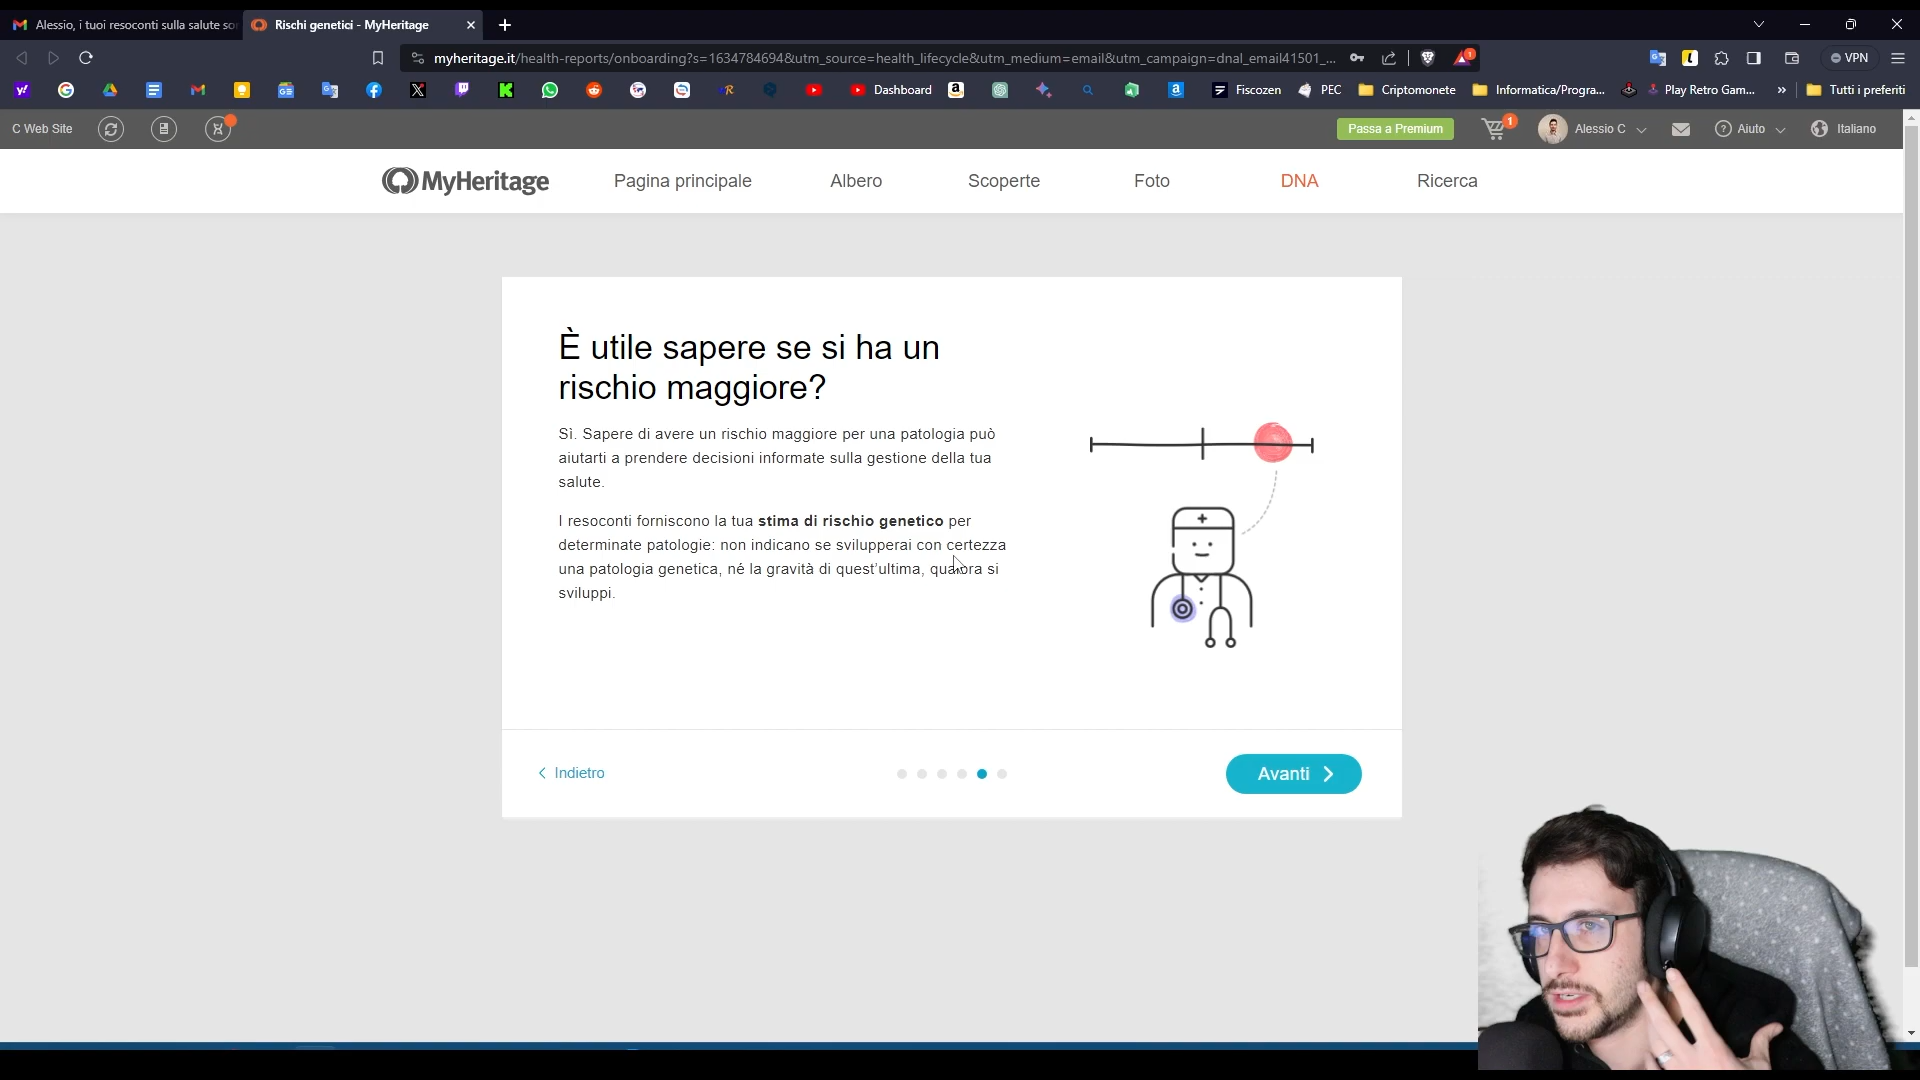 Alessio, i tuoi resoconti sulla salute so
Rischi genetici - MyHeritage
myheritage.it/health-reports/onboarding?s=1634784694&utm_source=health_lifecycle&utm_medium=email&utm_campaign=dnal_email41501_...
1
VPN
Dashboard
Fiscozen
PEC
Criptomonete
Informatica/Progra...
Play Retro Gam...
»
Tutti i preferiti
C Web Site
Passa a Premium
1
Alessio C
Aiuto
Italiano
MyHeritage
Pagina principale
Albero
Scoperte
Foto
DNA
Ricerca
È utile sapere se si ha un
rischio maggiore?
Sì. Sapere di avere un rischio maggiore per una patologia può
aiutarti a prendere decisioni informate sulla gestione della tua
salute.
I resoconti forniscono la tua stima di rischio genetico per
determinate patologie: non indicano se svilupperai con certezza
una patologia genetica, né la gravità di quest'ultima, qualora si
sviluppi.
Indietro
Avanti